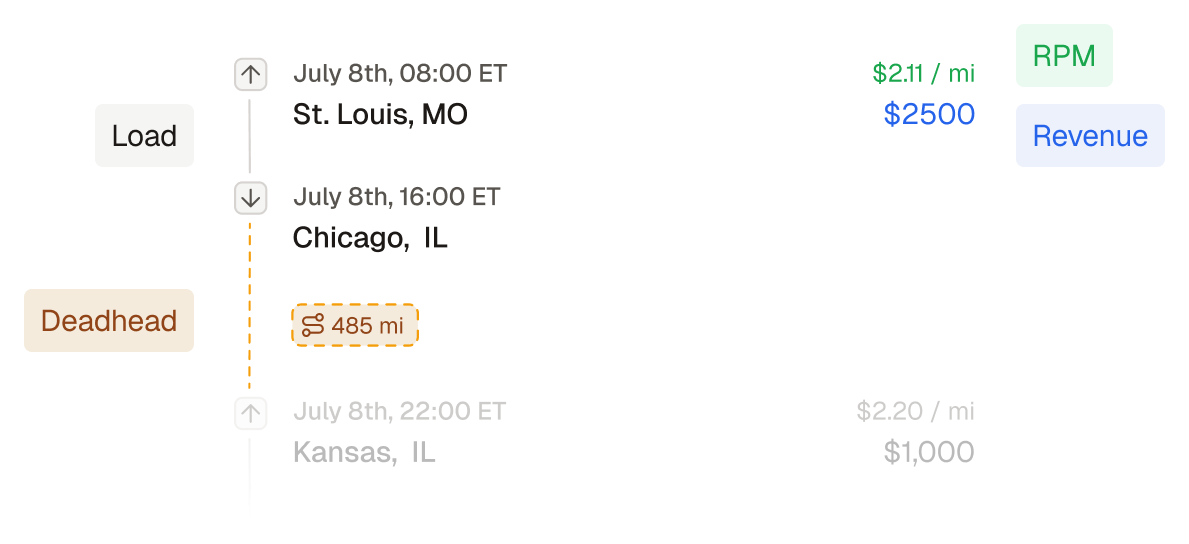 RPM
July 8th, 08:00 ET
$2.11 / mi
St. Louis, MO
$2500
Load
Revenue
July 8th, 16:00 ET
Chicago, IL
Deadhead
485 mi
July 8th, 22:00 ET
$2.20 / mi
Kansas, IL
$1,000